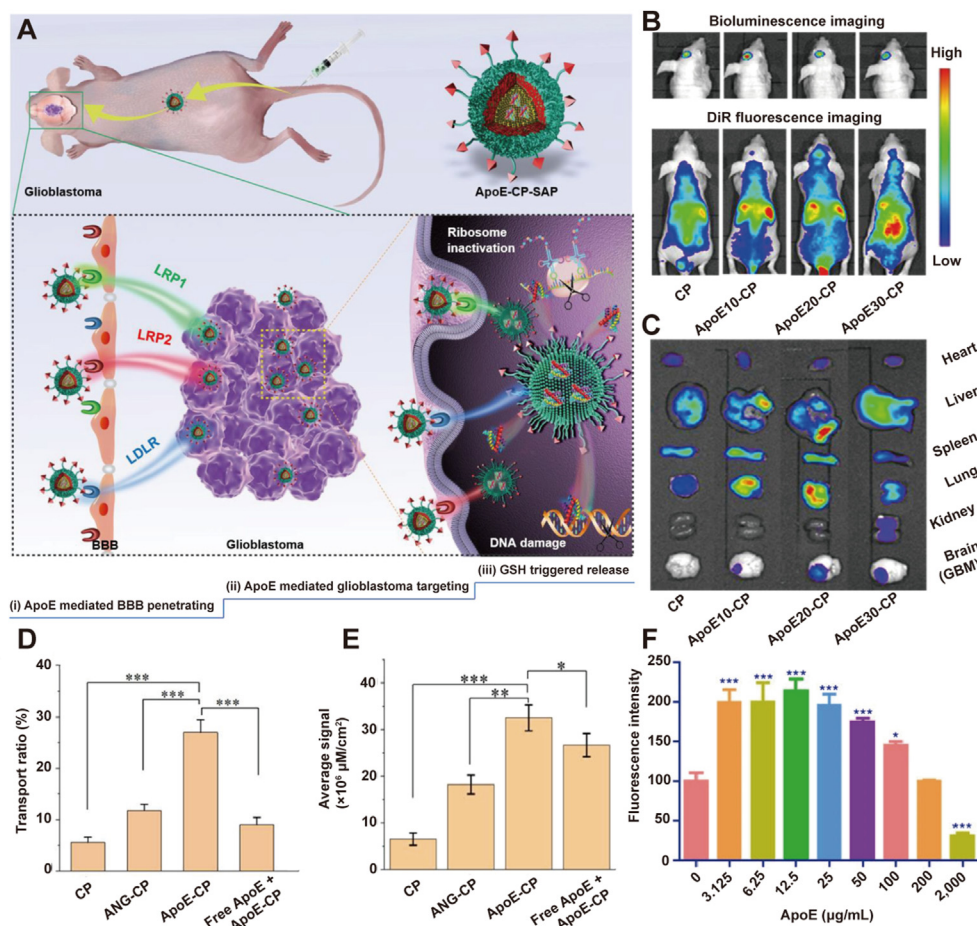 A
Glioblastoma
ApoE-CP-SAP
LRP1
LRP2
LDLR
BBB
Glioblastoma
Ribosome
inactivation
DNA damage
(i) ApoE mediated BBB penetrating
(ii) ApoE mediated glioblastoma targeting
(iii) GSH triggered release
B
Bioluminescence imaging
DiR fluorescence imaging
High
Low
CP
ApoE10-CP
ApoE20-CP
ApoE30-CP
C
Heart
Liver
Spleen
Lung
Kidney
Brain
(GBM)
CP
ApoE10-CP
ApoE20-CP
ApoE30-CP
D
Transport ratio (%)
40
30
20
10
0
***
***
***
CP
ANG-CP
ApoE-CP
Free ApoE +
ApoE-CP
E
Average signal
(×10⁶ μM/cm²)
40
30
20
10
0
***
**
*
CP
ANG-CP
ApoE-CP
Free ApoE +
ApoE-CP
F
Fluorescence intensity
250
200
150
100
50
0
***
***
***
***
***
*
***
0
3.125
6.25
12.5
25
50
100
200
2,000
ApoE (μg/mL)